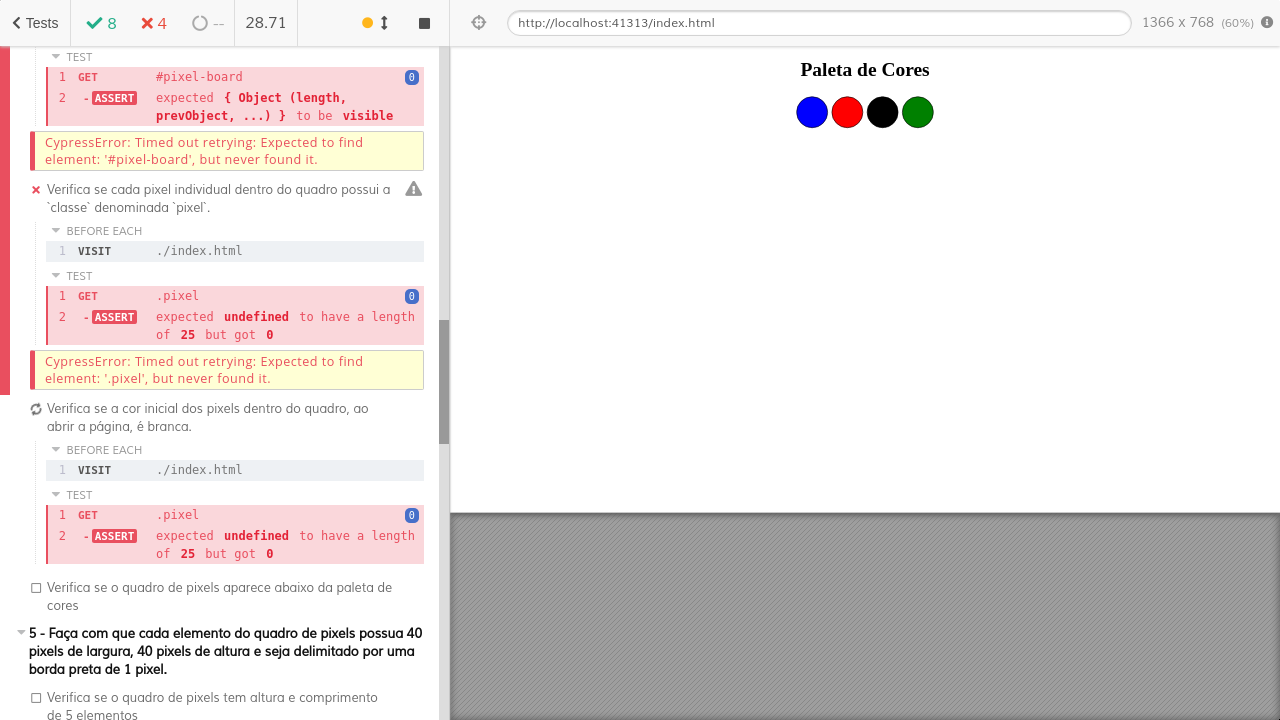 Tests 8 4 -- 28.71 http://localhost:41313/index.html 1366 x 768 (60%)
TEST
1 GET #pixel-board 0
2 - ASSERT expected { Object (length,
prevObject, ...) } to be visible
CypressError: Timed out retrying: Expected to find
element: '#pixel-board', but never found it.
Verifica se cada pixel individual dentro do quadro possui a
`classe` denominada `pixel`.
BEFORE EACH
1 VISIT ./index.html
TEST
1 GET .pixel 0
2 - ASSERT expected undefined to have a length
of 25 but got 0
CypressError: Timed out retrying: Expected to find
element: '.pixel', but never found it.
Verifica se a cor inicial dos pixels dentro do quadro, ao
abrir a página, é branca.
BEFORE EACH
1 VISIT ./index.html
TEST
1 GET .pixel 0
2 - ASSERT expected undefined to have a length
of 25 but got 0
Verifica se o quadro de pixels aparece abaixo da paleta de
cores
5 - Faça com que cada elemento do quadro de pixels possua 40
pixels de largura, 40 pixels de altura e seja delimitado por uma
borda preta de 1 pixel.
Verifica se o quadro de pixels tem altura e comprimento
de 5 elementos
Paleta de Cores